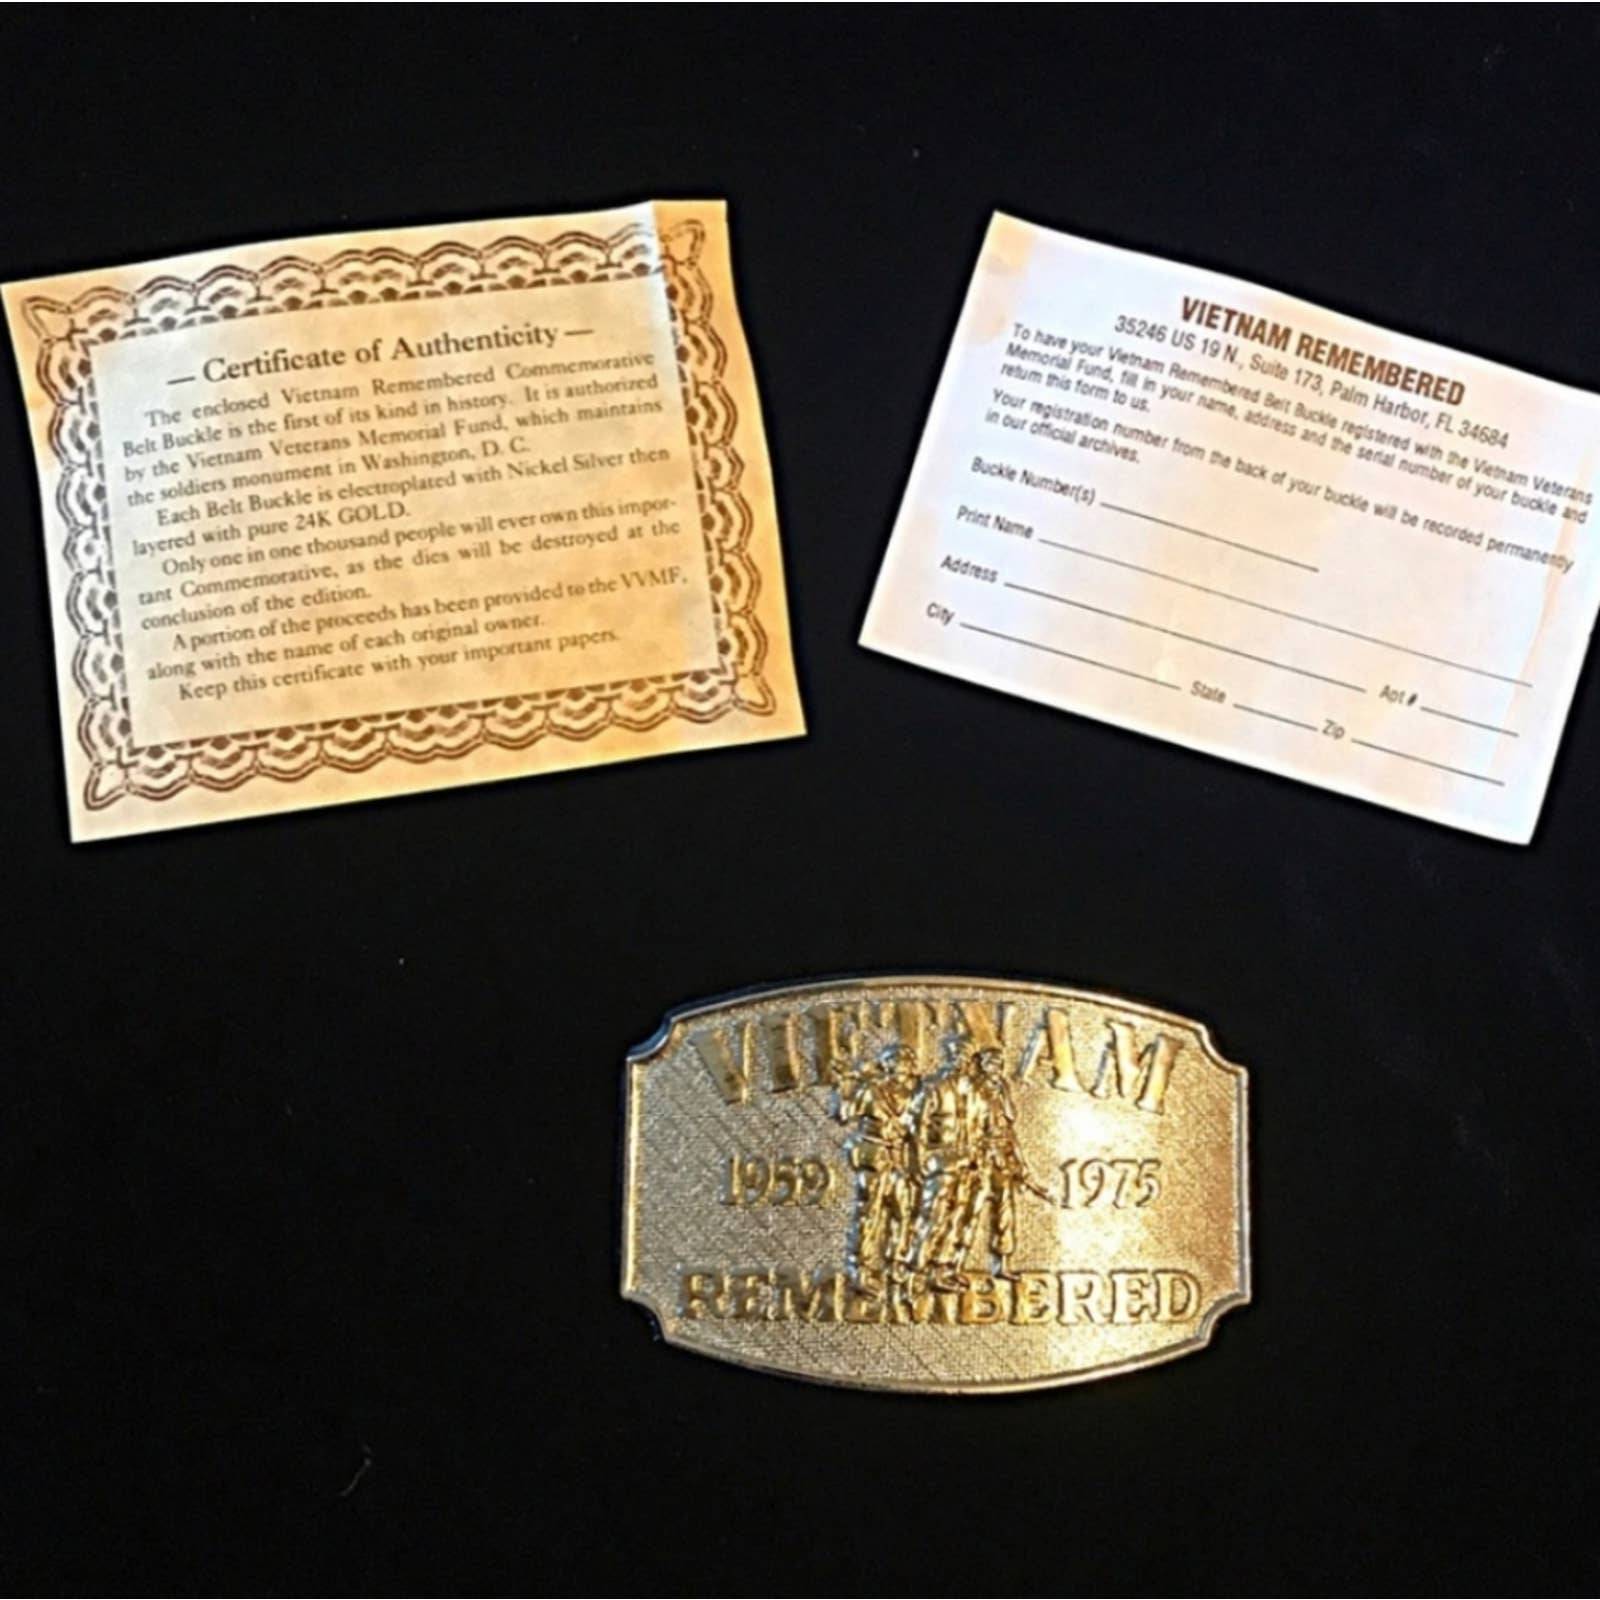 — Certificate of Authenticity —
The enclosed Vietnam Remembered Commemorative
Belt Buckle is the first of its kind in history. It is authorized
by the Vietnam Veterans Memorial Fund, which maintains
the soldiers monument in Washington, D. C.
Each Belt Buckle is electroplated with Nickel Silver then
layered with pure 24K GOLD.
Only one in one thousand people will ever own this impor-
tant Commemorative, as the dies will be destroyed at the
conclusion of the edition.
A portion of the proceeds has been provided to the VVMF,
along with the name of each original owner.
Keep this certificate with your important papers.
VIETNAM REMEMBERED
35246 US 19 N., Suite 173, Palm Harbor, FL 34684
To have your Vietnam Remembered Belt Buckle registered with the Vietnam Veterans
Memorial Fund, fill in your name, address and the serial number of your buckle and
return this form to us.
Your registration number from the back of your buckle will be recorded permanently
in our official archives.
Buckle Number(s)
Print Name
Address Apt #
City State Zip
VIETNAM
1959 1975
REMEMBERED